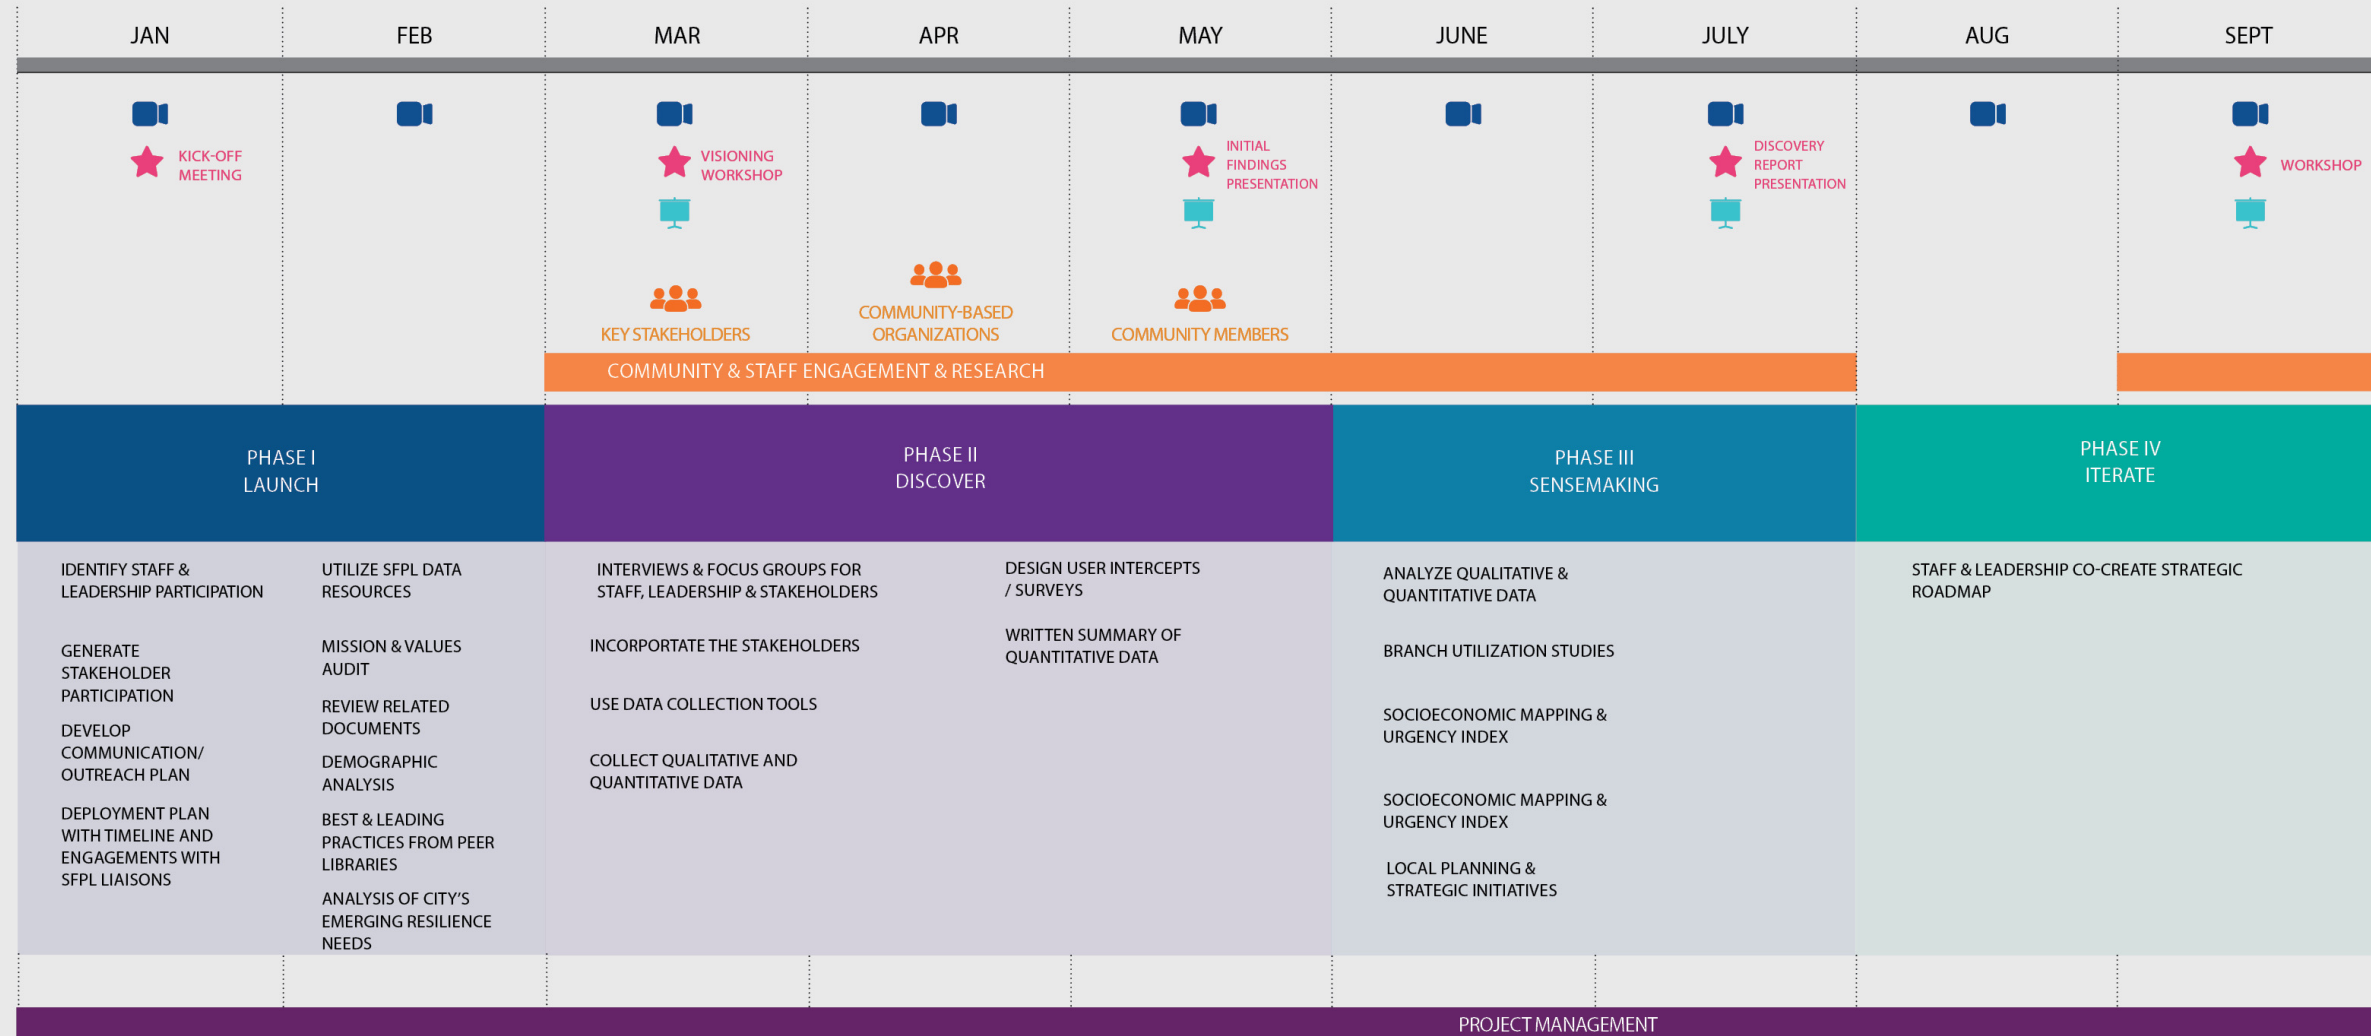 JAN
FEB
MAR
APR
MAY
JUNE
JULY
AUG
SEPT
KICK-OFF
MEETING
VISIONING
WORKSHOP
INITIAL
FINDINGS
PRESENTATION
DISCOVERY
REPORT
PRESENTATION
WORKSHOP
KEY STAKEHOLDERS
COMMUNITY-BASED
ORGANIZATIONS
COMMUNITY MEMBERS
COMMUNITY & STAFF ENGAGEMENT & RESEARCH
PHASE I
LAUNCH
PHASE II
DISCOVER
PHASE III
SENSEMAKING
PHASE IV
ITERATE
IDENTIFY STAFF &
LEADERSHIP PARTICIPATION
GENERATE
STAKEHOLDER
PARTICIPATION
DEVELOP
COMMUNICATION/
OUTREACH PLAN
DEPLOYMENT PLAN
WITH TIMELINE AND
ENGAGEMENTS WITH
SFPL LIAISONS
UTILIZE SFPL DATA
RESOURCES
MISSION & VALUES
AUDIT
REVIEW RELATED
DOCUMENTS
DEMOGRAPHIC
ANALYSIS
BEST & LEADING
PRACTICES FROM PEER
LIBRARIES
ANALYSIS OF CITY'S
EMERGING RESILIENCE
NEEDS
INTERVIEWS & FOCUS GROUPS FOR
STAFF, LEADERSHIP & STAKEHOLDERS
INCORPORTATE THE STAKEHOLDERS
USE DATA COLLECTION TOOLS
COLLECT QUALITATIVE AND
QUANTITATIVE DATA
DESIGN USER INTERCEPTS
/ SURVEYS
WRITTEN SUMMARY OF
QUANTITATIVE DATA
ANALYZE QUALITATIVE &
QUANTITATIVE DATA
BRANCH UTILIZATION STUDIES
SOCIOECONOMIC MAPPING &
URGENCY INDEX
SOCIOECONOMIC MAPPING &
URGENCY INDEX
LOCAL PLANNING &
STRATEGIC INITIATIVES
STAFF & LEADERSHIP CO-CREATE STRATEGIC
ROADMAP
PROJECT MANAGEMENT